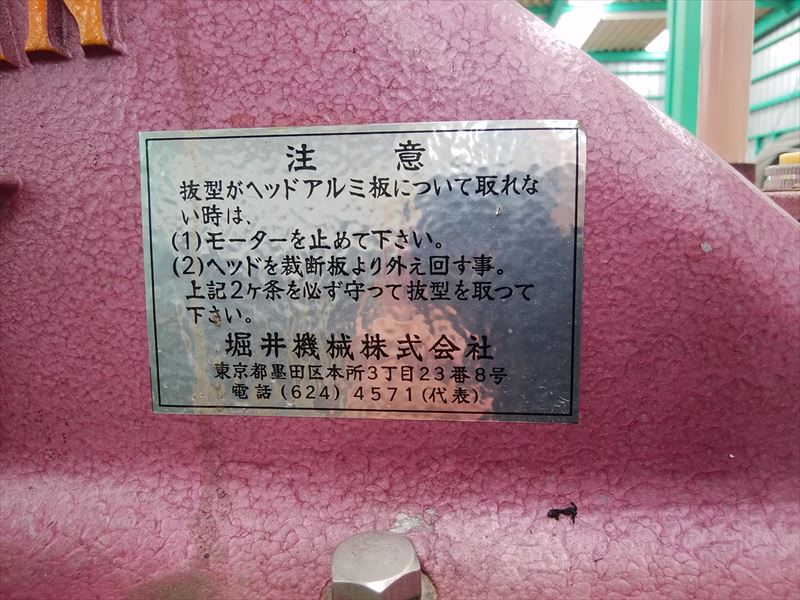 注 意
抜型がヘッドアルミ板について取れな
い時は、
(1)モーターを止めて下さい。
(2)ヘッドを裁断板より外え回す事。
上記2ヶ条を必ず守つて抜型を取つて
下さい。
堀井機械株式会社
東京都墨田区本所3丁目23番8号
電話(624)4571(代表)